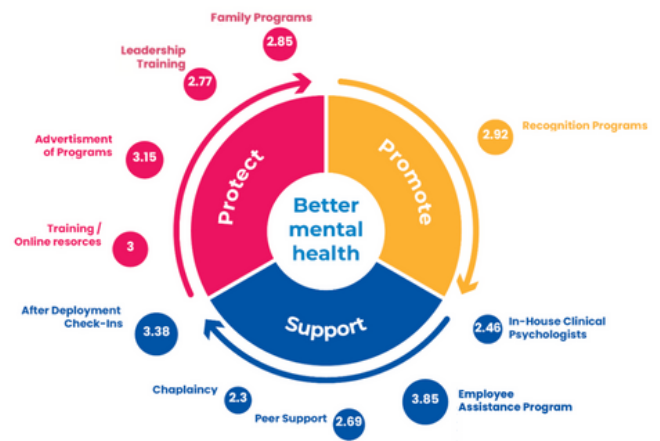 Family Programs
2.85
Leadership
Training
2.77
Advertisment
of Programs
3.15
Training /
Online resorces
3
Protect
Promote
Recognition Programs
2.92
Better
mental
health
Support
After Deployment
Check-Ins
3.38
Chaplaincy
2.3
Peer Support
2.69
Employee
Assistance Program
3.85
In-House Clinical
Psychologists
2.46